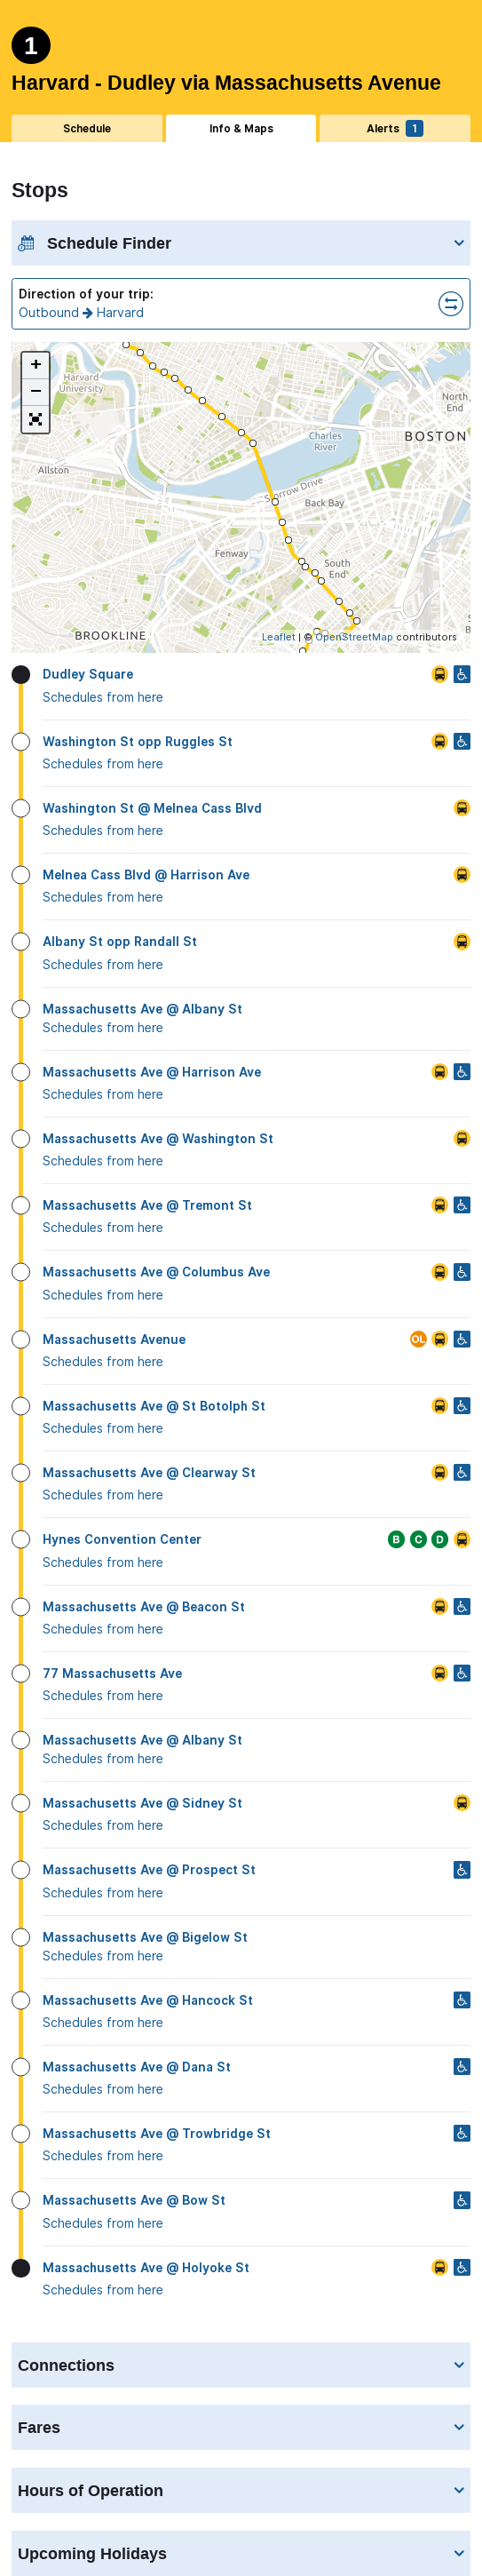 1
Harvard - Dudley via Massachusetts Avenue
Schedule
Info & Maps
Alerts 1
Stops
Schedule Finder
Direction of your trip:
Outbound Harvard
+
−
Harvard
University
North
End
Charles
River
BOSTON
Allston
Storrow Drive
Back Bay
Fenway
South
End
BROOKLINE
Leaflet | © OpenStreetMap contributors
Dudley Square
Schedules from here
Washington St opp Ruggles St
Schedules from here
Washington St @ Melnea Cass Blvd
Schedules from here
Melnea Cass Blvd @ Harrison Ave
Schedules from here
Albany St opp Randall St
Schedules from here
Massachusetts Ave @ Albany St
Schedules from here
Massachusetts Ave @ Harrison Ave
Schedules from here
Massachusetts Ave @ Washington St
Schedules from here
Massachusetts Ave @ Tremont St
Schedules from here
Massachusetts Ave @ Columbus Ave
Schedules from here
Massachusetts Avenue OL
Schedules from here
Massachusetts Ave @ St Botolph St
Schedules from here
Massachusetts Ave @ Clearway St
Schedules from here
Hynes Convention Center B C D
Schedules from here
Massachusetts Ave @ Beacon St
Schedules from here
77 Massachusetts Ave
Schedules from here
Massachusetts Ave @ Albany St
Schedules from here
Massachusetts Ave @ Sidney St
Schedules from here
Massachusetts Ave @ Prospect St
Schedules from here
Massachusetts Ave @ Bigelow St
Schedules from here
Massachusetts Ave @ Hancock St
Schedules from here
Massachusetts Ave @ Dana St
Schedules from here
Massachusetts Ave @ Trowbridge St
Schedules from here
Massachusetts Ave @ Bow St
Schedules from here
Massachusetts Ave @ Holyoke St
Schedules from here
Connections
Fares
Hours of Operation
Upcoming Holidays